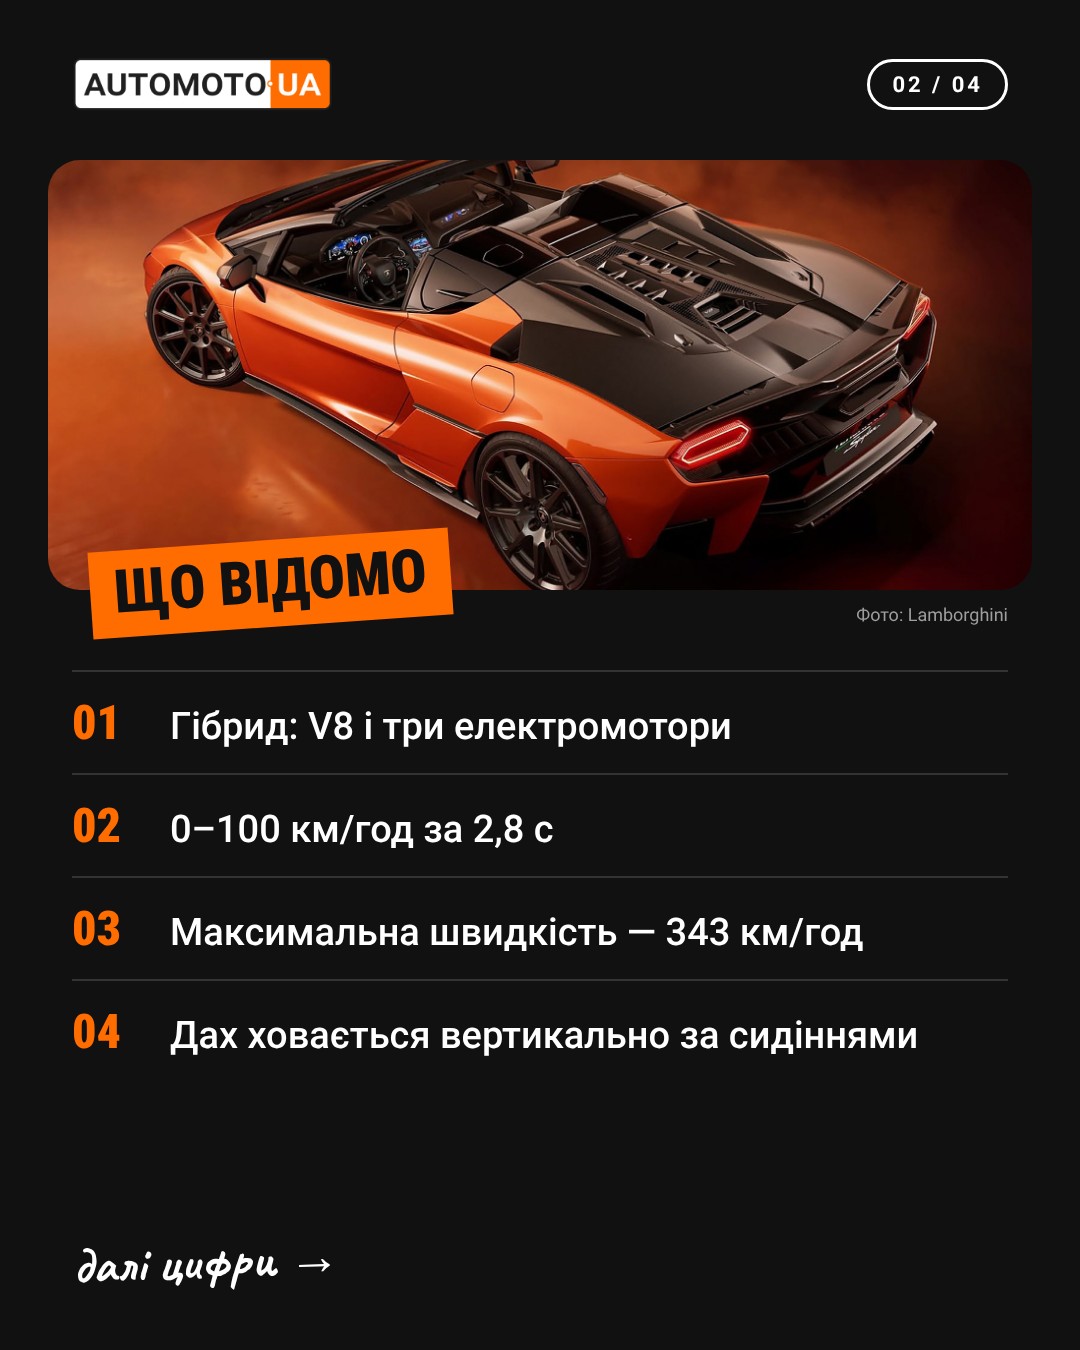 AUTOMOTO UA
02 / 04
ЩО ВІДОМО
Фото: Lamborghini
01 Гібрид: V8 і три електромотори
02 0–100 км/год за 2,8 с
03 Максимальна швидкість — 343 км/год
04 Дах ховається вертикально за сидіннями
далі цифри →